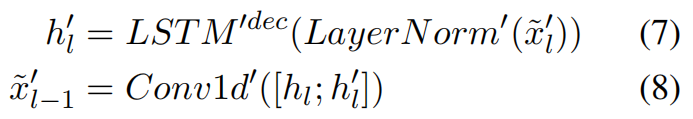 h′_l = LSTM′^{dec}(LayerNorm′(x̃′_l)) (7)
x̃′_{l−1} = Conv1d′([h_l; h′_l]) (8)